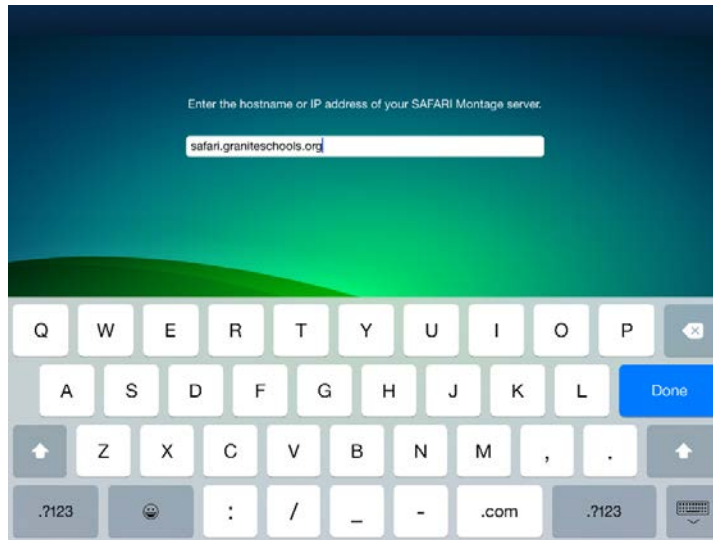 Enter the hostname or IP address of your SAFARI Montage server.
safari.graniteschools.org
Q W E R T Y U I O P
A S D F G H J K L Done
Z X C V B N M , .
.?123 : / _ - .com .?123